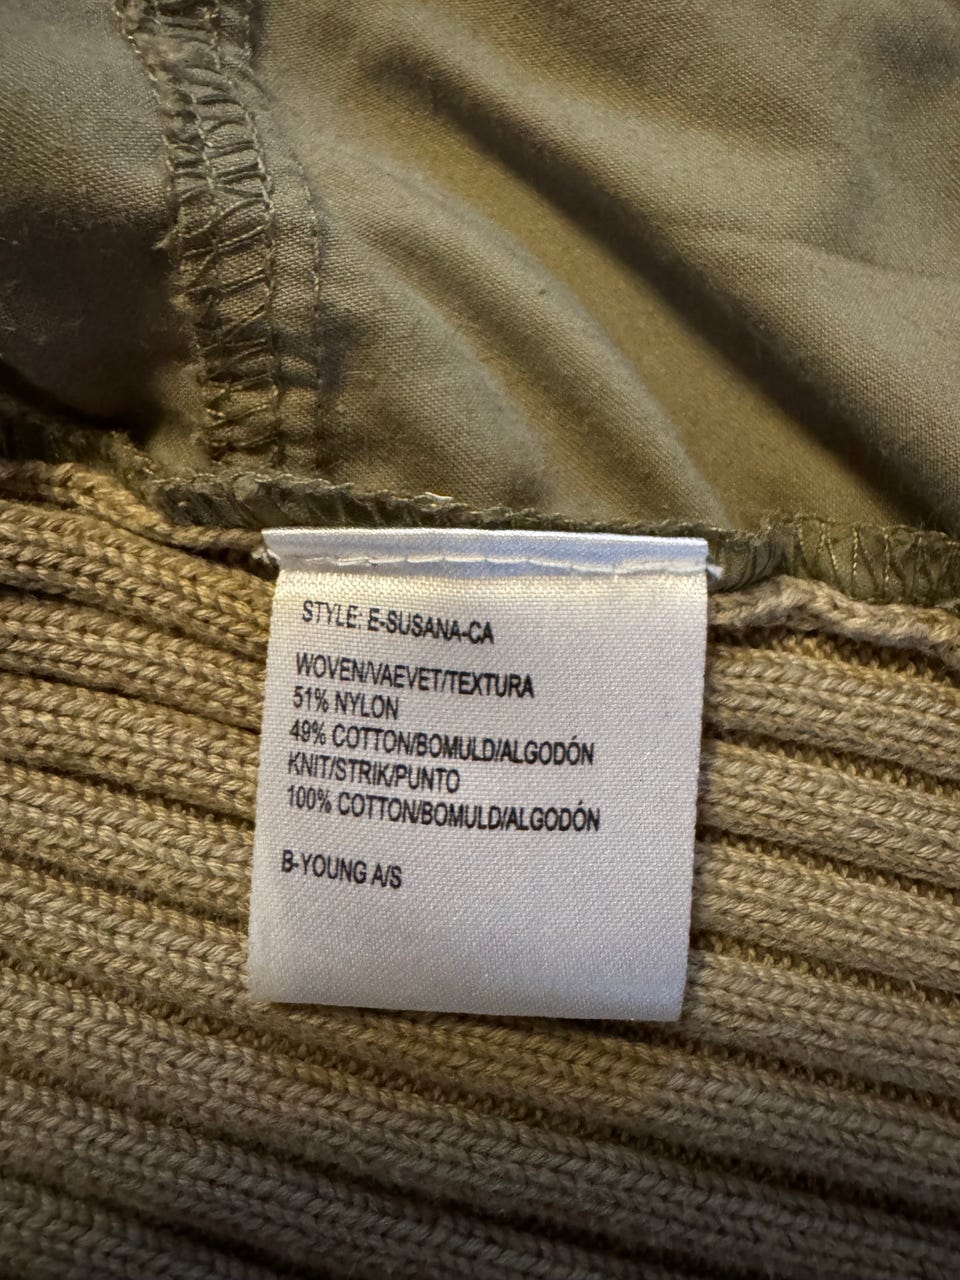 STYLE: E-SUSANA-CA
WOVEN/VAEVET/TEXTURA
51% NYLON
49% COTTON/BOMULD/ALGODÓN
KNIT/STRIK/PUNTO
100% COTTON/BOMULD/ALGODÓN
B-YOUNG A/S